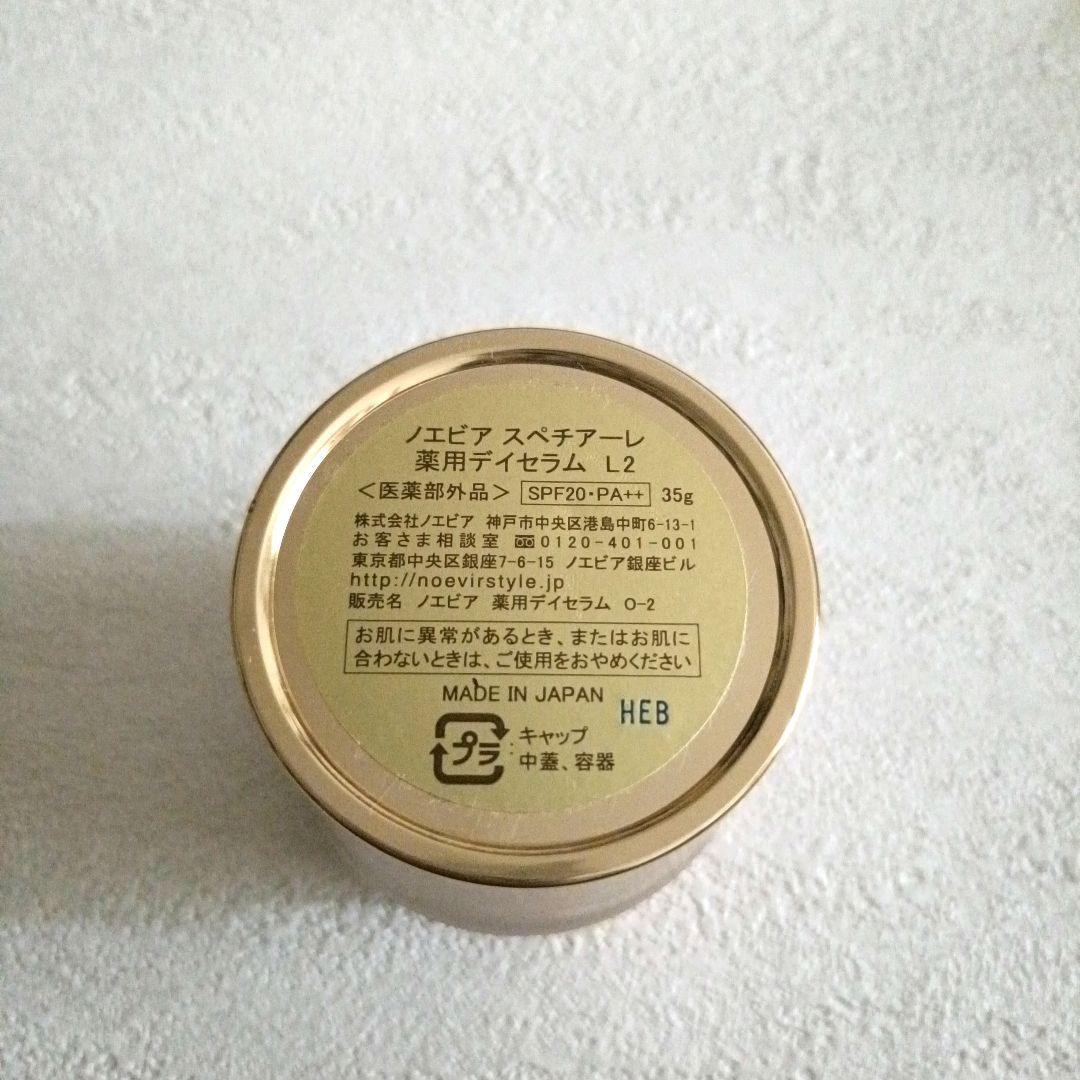 ノエビア スペチアーレ
薬用デイセラム L2
＜医薬部外品＞ SPF20・PA++ 35g
株式会社ノエビア 神戸市中央区港島中町6-13-1
お客さま相談室 0120-401-001
東京都中央区銀座7-6-15 ノエビア銀座ビル
http://noevirstyle.jp
販売名 ノエビア 薬用デイセラム O-2
お肌に異常があるとき、またはお肌に
合わないときは、ご使用をおやめください
MADE IN JAPAN
HEB
プラ : キャップ
中蓋、容器